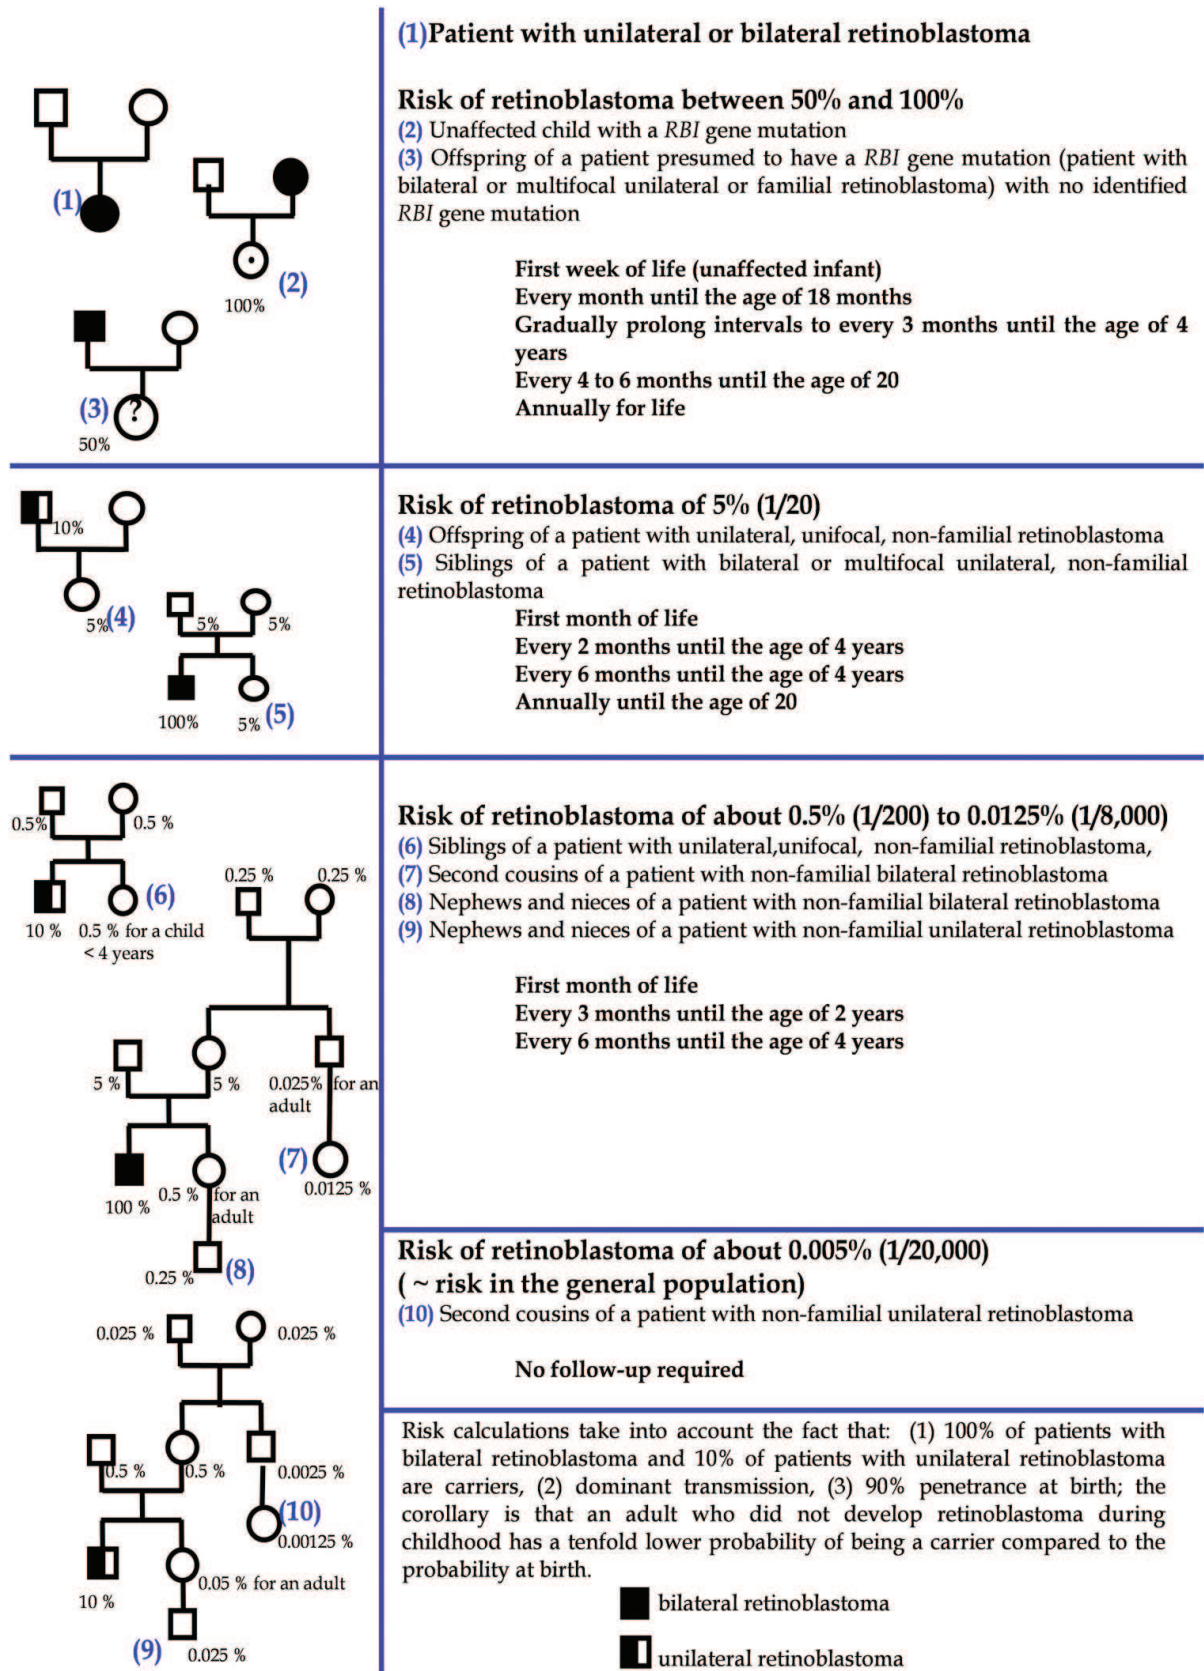 (1)Patient with unilateral or bilateral retinoblastoma
Risk of retinoblastoma between 50% and 100%
(2) Unaffected child with a RBI gene mutation
(3) Offspring of a patient presumed to have a RBI gene mutation (patient with
bilateral or multifocal unilateral or familial retinoblastoma) with no identified
RBI gene mutation
First week of life (unaffected infant)
Every month until the age of 18 months
Gradually prolong intervals to every 3 months until the age of 4
years
Every 4 to 6 months until the age of 20
Annually for life
(1)
(2)
100%
(3) ?
50%
Risk of retinoblastoma of 5% (1/20)
(4) Offspring of a patient with unilateral, unifocal, non-familial retinoblastoma
(5) Siblings of a patient with bilateral or multifocal unilateral, non-familial
retinoblastoma
First month of life
Every 2 months until the age of 4 years
Every 6 months until the age of 4 years
Annually until the age of 20
10%
5% (4)
5% 5%
100% 5% (5)
Risk of retinoblastoma of about 0.5% (1/200) to 0.0125% (1/8,000)
(6) Siblings of a patient with unilateral,unifocal, non-familial retinoblastoma,
(7) Second cousins of a patient with non-familial bilateral retinoblastoma
(8) Nephews and nieces of a patient with non-familial bilateral retinoblastoma
(9) Nephews and nieces of a patient with non-familial unilateral retinoblastoma
First month of life
Every 3 months until the age of 2 years
Every 6 months until the age of 4 years
0.5% 0.5 %
(6)
10 % 0.5 % for a child
< 4 years
0.25 % 0.25 %
5 % 5 % 0.025% for an
adult
(7)
0.0125 %
100 % 0.5 % for an
adult
0.25 % (8)
Risk of retinoblastoma of about 0.005% (1/20,000)
( ~ risk in the general population)
(10) Second cousins of a patient with non-familial unilateral retinoblastoma
No follow-up required
0.025 % 0.025 %
0.5 % 0.5 % 0.0025 %
(10)
0.00125 %
10 % 0.05 % for an adult
(9) 0.025 %
Risk calculations take into account the fact that: (1) 100% of patients with
bilateral retinoblastoma and 10% of patients with unilateral retinoblastoma
are carriers, (2) dominant transmission, (3) 90% penetrance at birth; the
corollary is that an adult who did not develop retinoblastoma during
childhood has a tenfold lower probability of being a carrier compared to the
probability at birth.
bilateral retinoblastoma
unilateral retinoblastoma